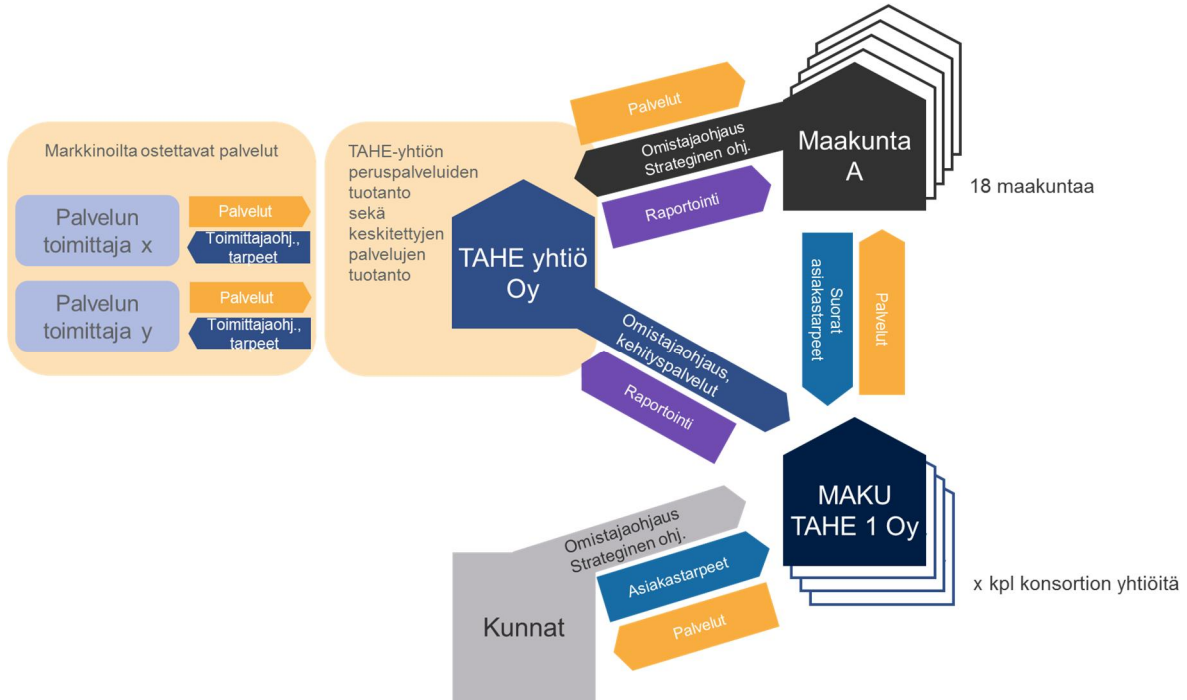 Markkinoilta ostettavat palvelut
Palvelun
toimittaja x
Palvelut
Toimittajaohj.,
tarpeet
Palvelun
toimittaja y
Palvelut
Toimittajaohj.,
tarpeet
TAHE-yhtiön
peruspalveluiden
tuotanto
sekä
keskitettyjen
palvelujen
tuotanto
TAHE yhtiö
Oy
Palvelut
Omistajaohjaus
Strateginen ohj.
Raportointi
Maakunta
A
18 maakuntaa
Omistajaohjaus,
kehityspalvelut
Raportointi
Suorat
asiakastarpeet
Palvelut
MAKU
TAHE 1 Oy
x kpl konsortion yhtiöitä
Omistajaohjaus
Strateginen ohj.
Asiakastarpeet
Palvelut
Kunnat